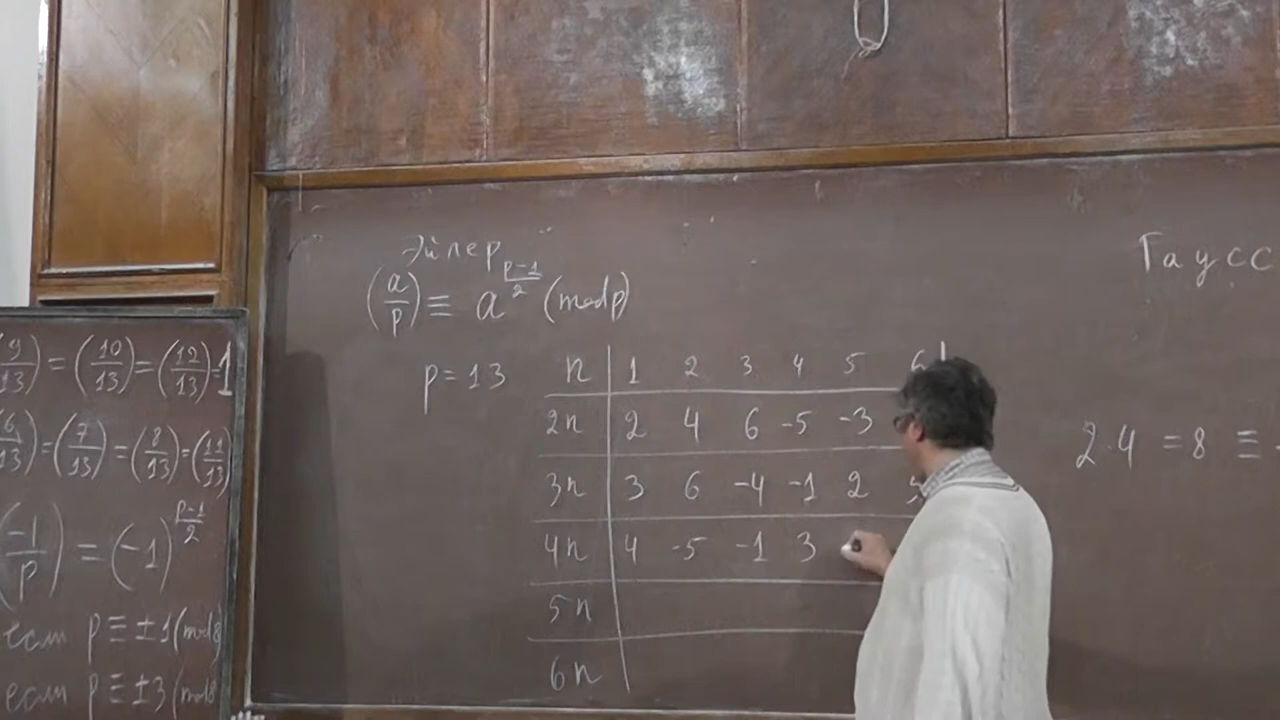 (9/13) = (10/13) = (12/13) = 1
(6/13) = (7/13) = (8/13) = (11/13)
(-1/p) = (-1)^((p-1)/2)
если p ≡ ±1 (mod 8
если p ≡ ±3 (mod 8
Эйлер
(a/p) ≡ a^((p-1)/2) (mod p)
p=13
n 1 2 3 4 5 6
2n 2 4 6 -5 -3
3n 3 6 -4 -1 2
4n 4 -5 -1 3
5n
6n
Гаусс
2·4 = 8 ≡